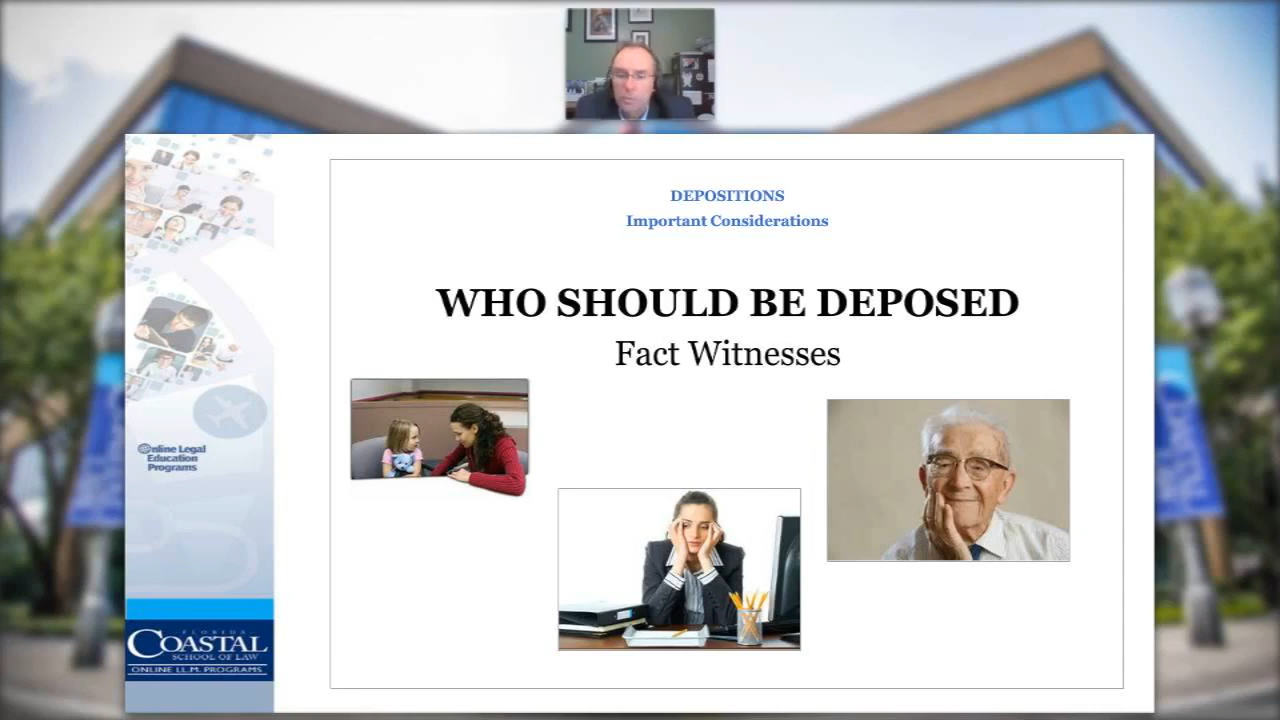 DEPOSITIONS
Important Considerations
WHO SHOULD BE DEPOSED
Fact Witnesses
Online Legal
Education
Programs
FLORIDA
COASTAL
SCHOOL OF LAW
ONLINE LL.M. PROGRAMS